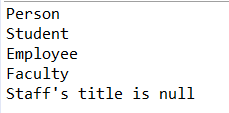 Person
Student
Employee
Faculty
Staff's title is null